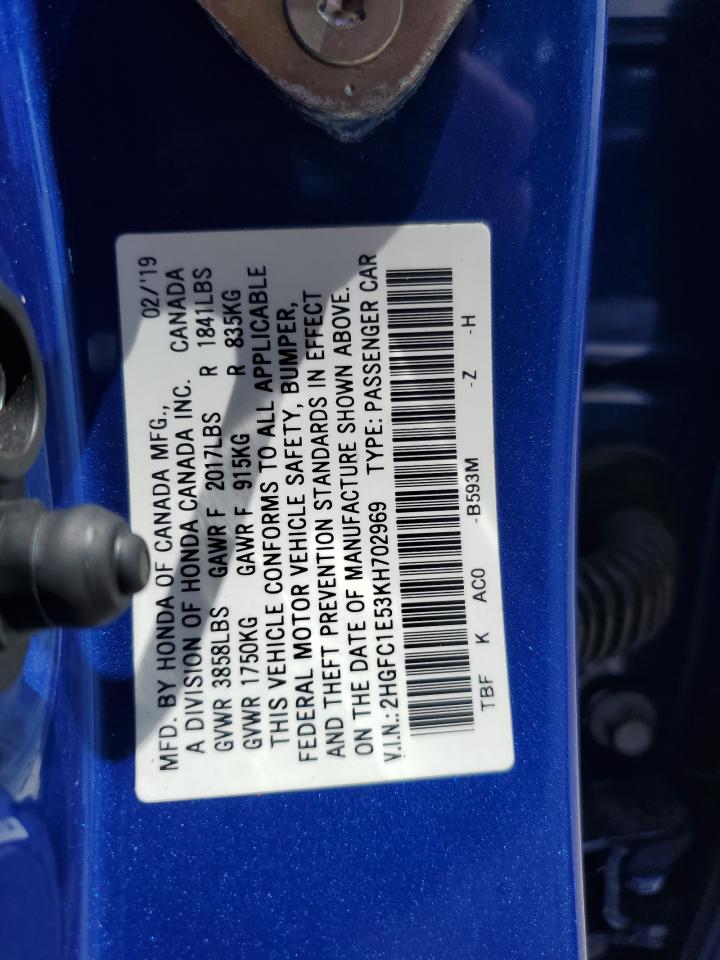 MFD. BY HONDA OF CANADA MFG., 02/'19
A DIVISION OF HONDA CANADA INC. CANADA
GVWR 3858LBS GAWR F 2017LBS R 1841LBS
GVWR 1750KG GAWR F 915KG R 835KG
THIS VEHICLE CONFORMS TO ALL APPLICABLE
FEDERAL MOTOR VEHICLE SAFETY, BUMPER,
AND THEFT PREVENTION STANDARDS IN EFFECT
ON THE DATE OF MANUFACTURE SHOWN ABOVE.
V.I.N.:2HGFC1E53KH702969 TYPE: PASSENGER CAR
TBF K AC0 -B593M -Z -H